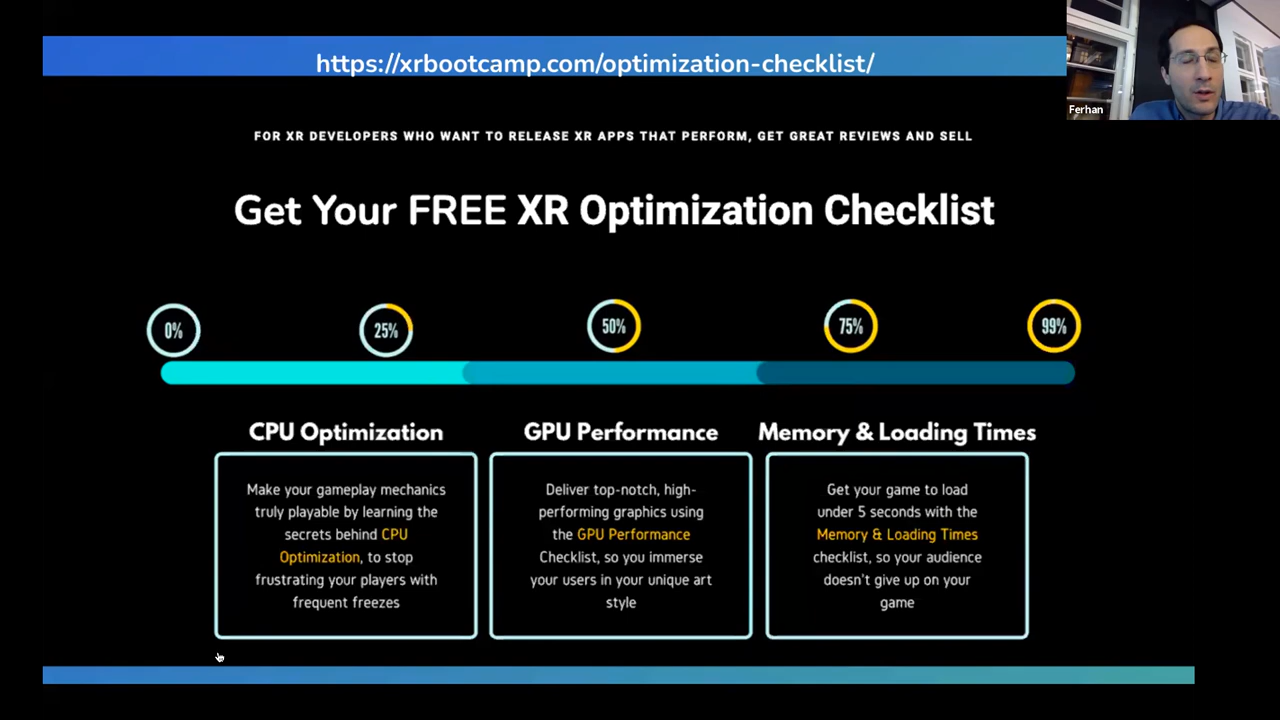 https://xrbootcamp.com/optimization-checklist/
Ferhan
FOR XR DEVELOPERS WHO WANT TO RELEASE XR APPS THAT PERFORM, GET GREAT REVIEWS AND SELL
Get Your FREE XR Optimization Checklist
0%
25%
50%
75%
99%
CPU Optimization
Make your gameplay mechanics
truly playable by learning the
secrets behind CPU
Optimization, to stop
frustrating your players with
frequent freezes
GPU Performance
Deliver top-notch, high-
performing graphics using
the GPU Performance
Checklist, so you immerse
your users in your unique art
style
Memory & Loading Times
Get your game to load
under 5 seconds with the
Memory & Loading Times
checklist, so your audience
doesn't give up on your
game